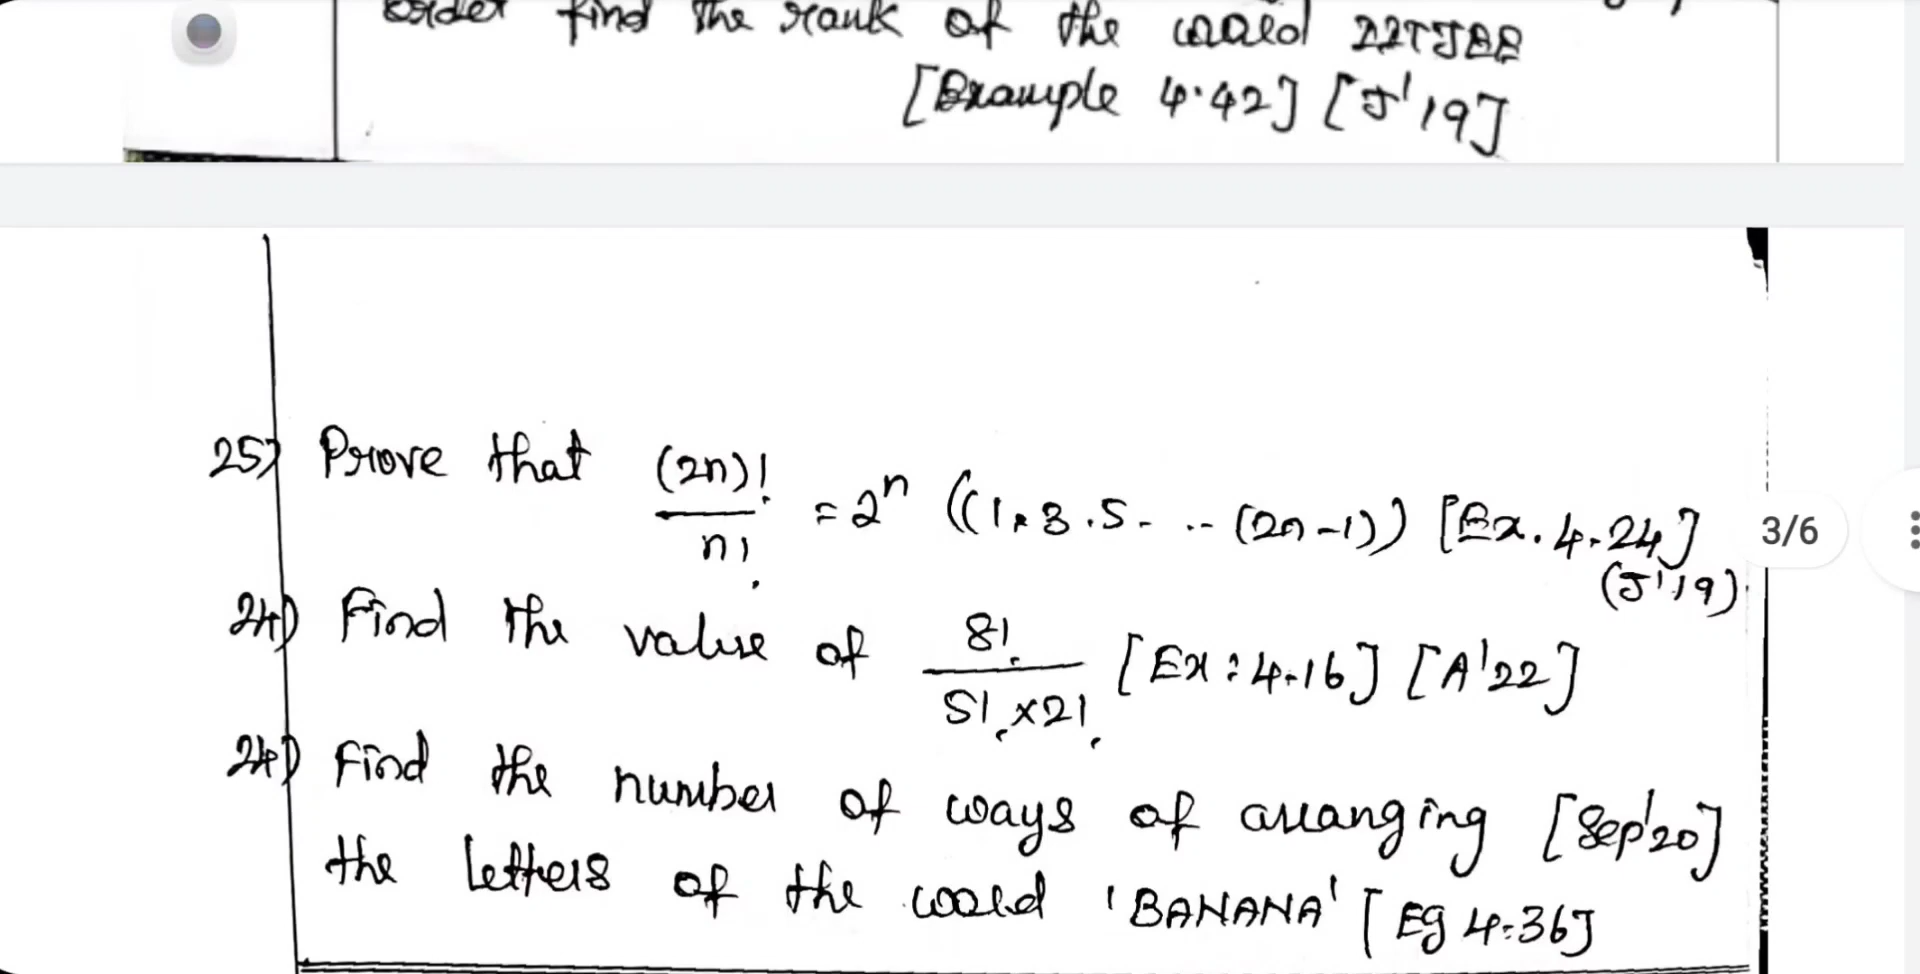 order find the rank of the word IITJEE
[Example 4.42] [J'19]
25) Prove that (2n)!/n! = 2^n ((1.3.5. .. (2n-1)) [Ex. 4.24]
(J'19)
3/6
24) Find the value of 8!/5!×2! [Ex: 4.16] [A'22]
24) Find the number of ways of arranging [Sep'20]
the letters of the word 'BANANA' [Eg 4.36]